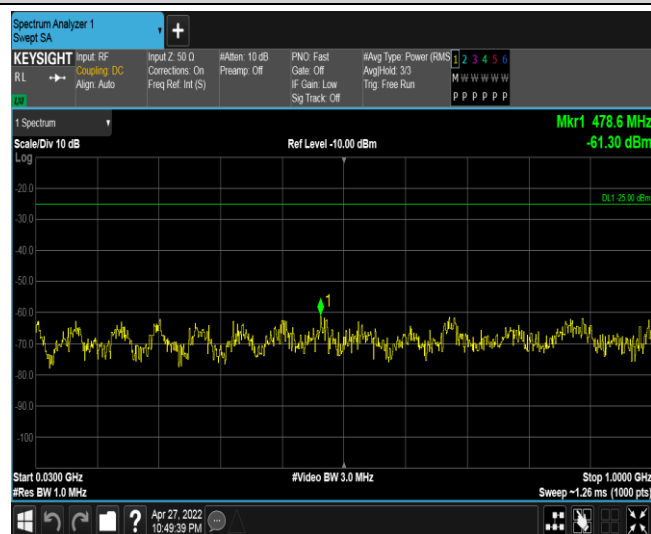 Spectrum Analyzer 1
Swept SA
KEYSIGHT
RL
Input: RF
Coupling: DC
Align: Auto
Input Z: 50 Ω
Corrections: On
Freq Ref: Int (S)
#Atten: 10 dB
Preamp: Off
PNO: Fast
Gate: Off
IF Gain: Low
Sig Track: Off
#Avg Type: Power (RMS
Avg|Hold: 3/3
Trig: Free Run
1 2 3 4 5 6
M W W W W W
P P P P P P
1 Spectrum
Mkr1 478.6 MHz
Scale/Div 10 dB
Ref Level -10.00 dBm
-61.30 dBm
Log
-20.0
DL1 -25.00 dBm
-30.0
-40.0
-50.0
1
-60.0
-70.0
-80.0
-90.0
-100
Start 0.0300 GHz
#Video BW 3.0 MHz
Stop 1.0000 GHz
#Res BW 1.0 MHz
Sweep ~1.26 ms (1000 pts)
?
Apr 27, 2022
10:49:39 PM